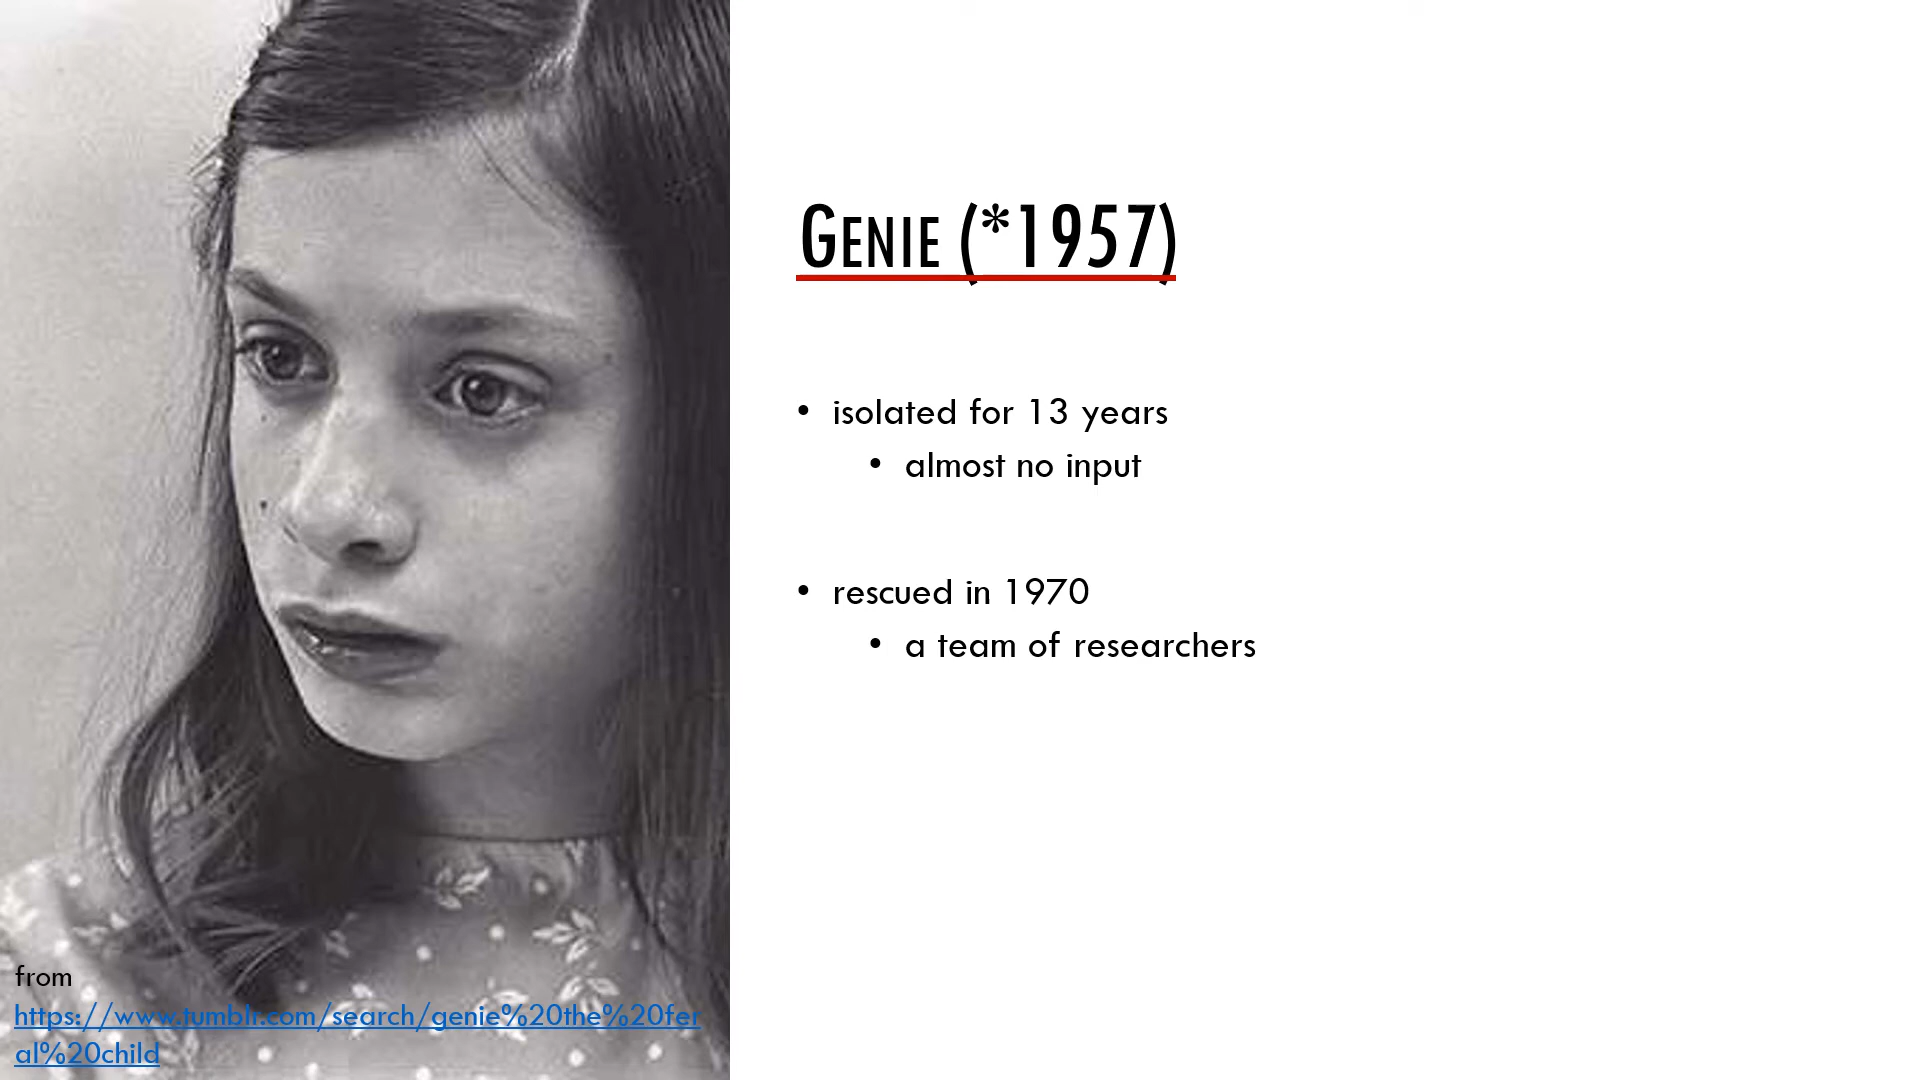 Genie (*1957)
• isolated for 13 years
• almost no input
• rescued in 1970
• a team of researchers
from
https://www.tumblr.com/search/genie%20the%20fer
al%20child